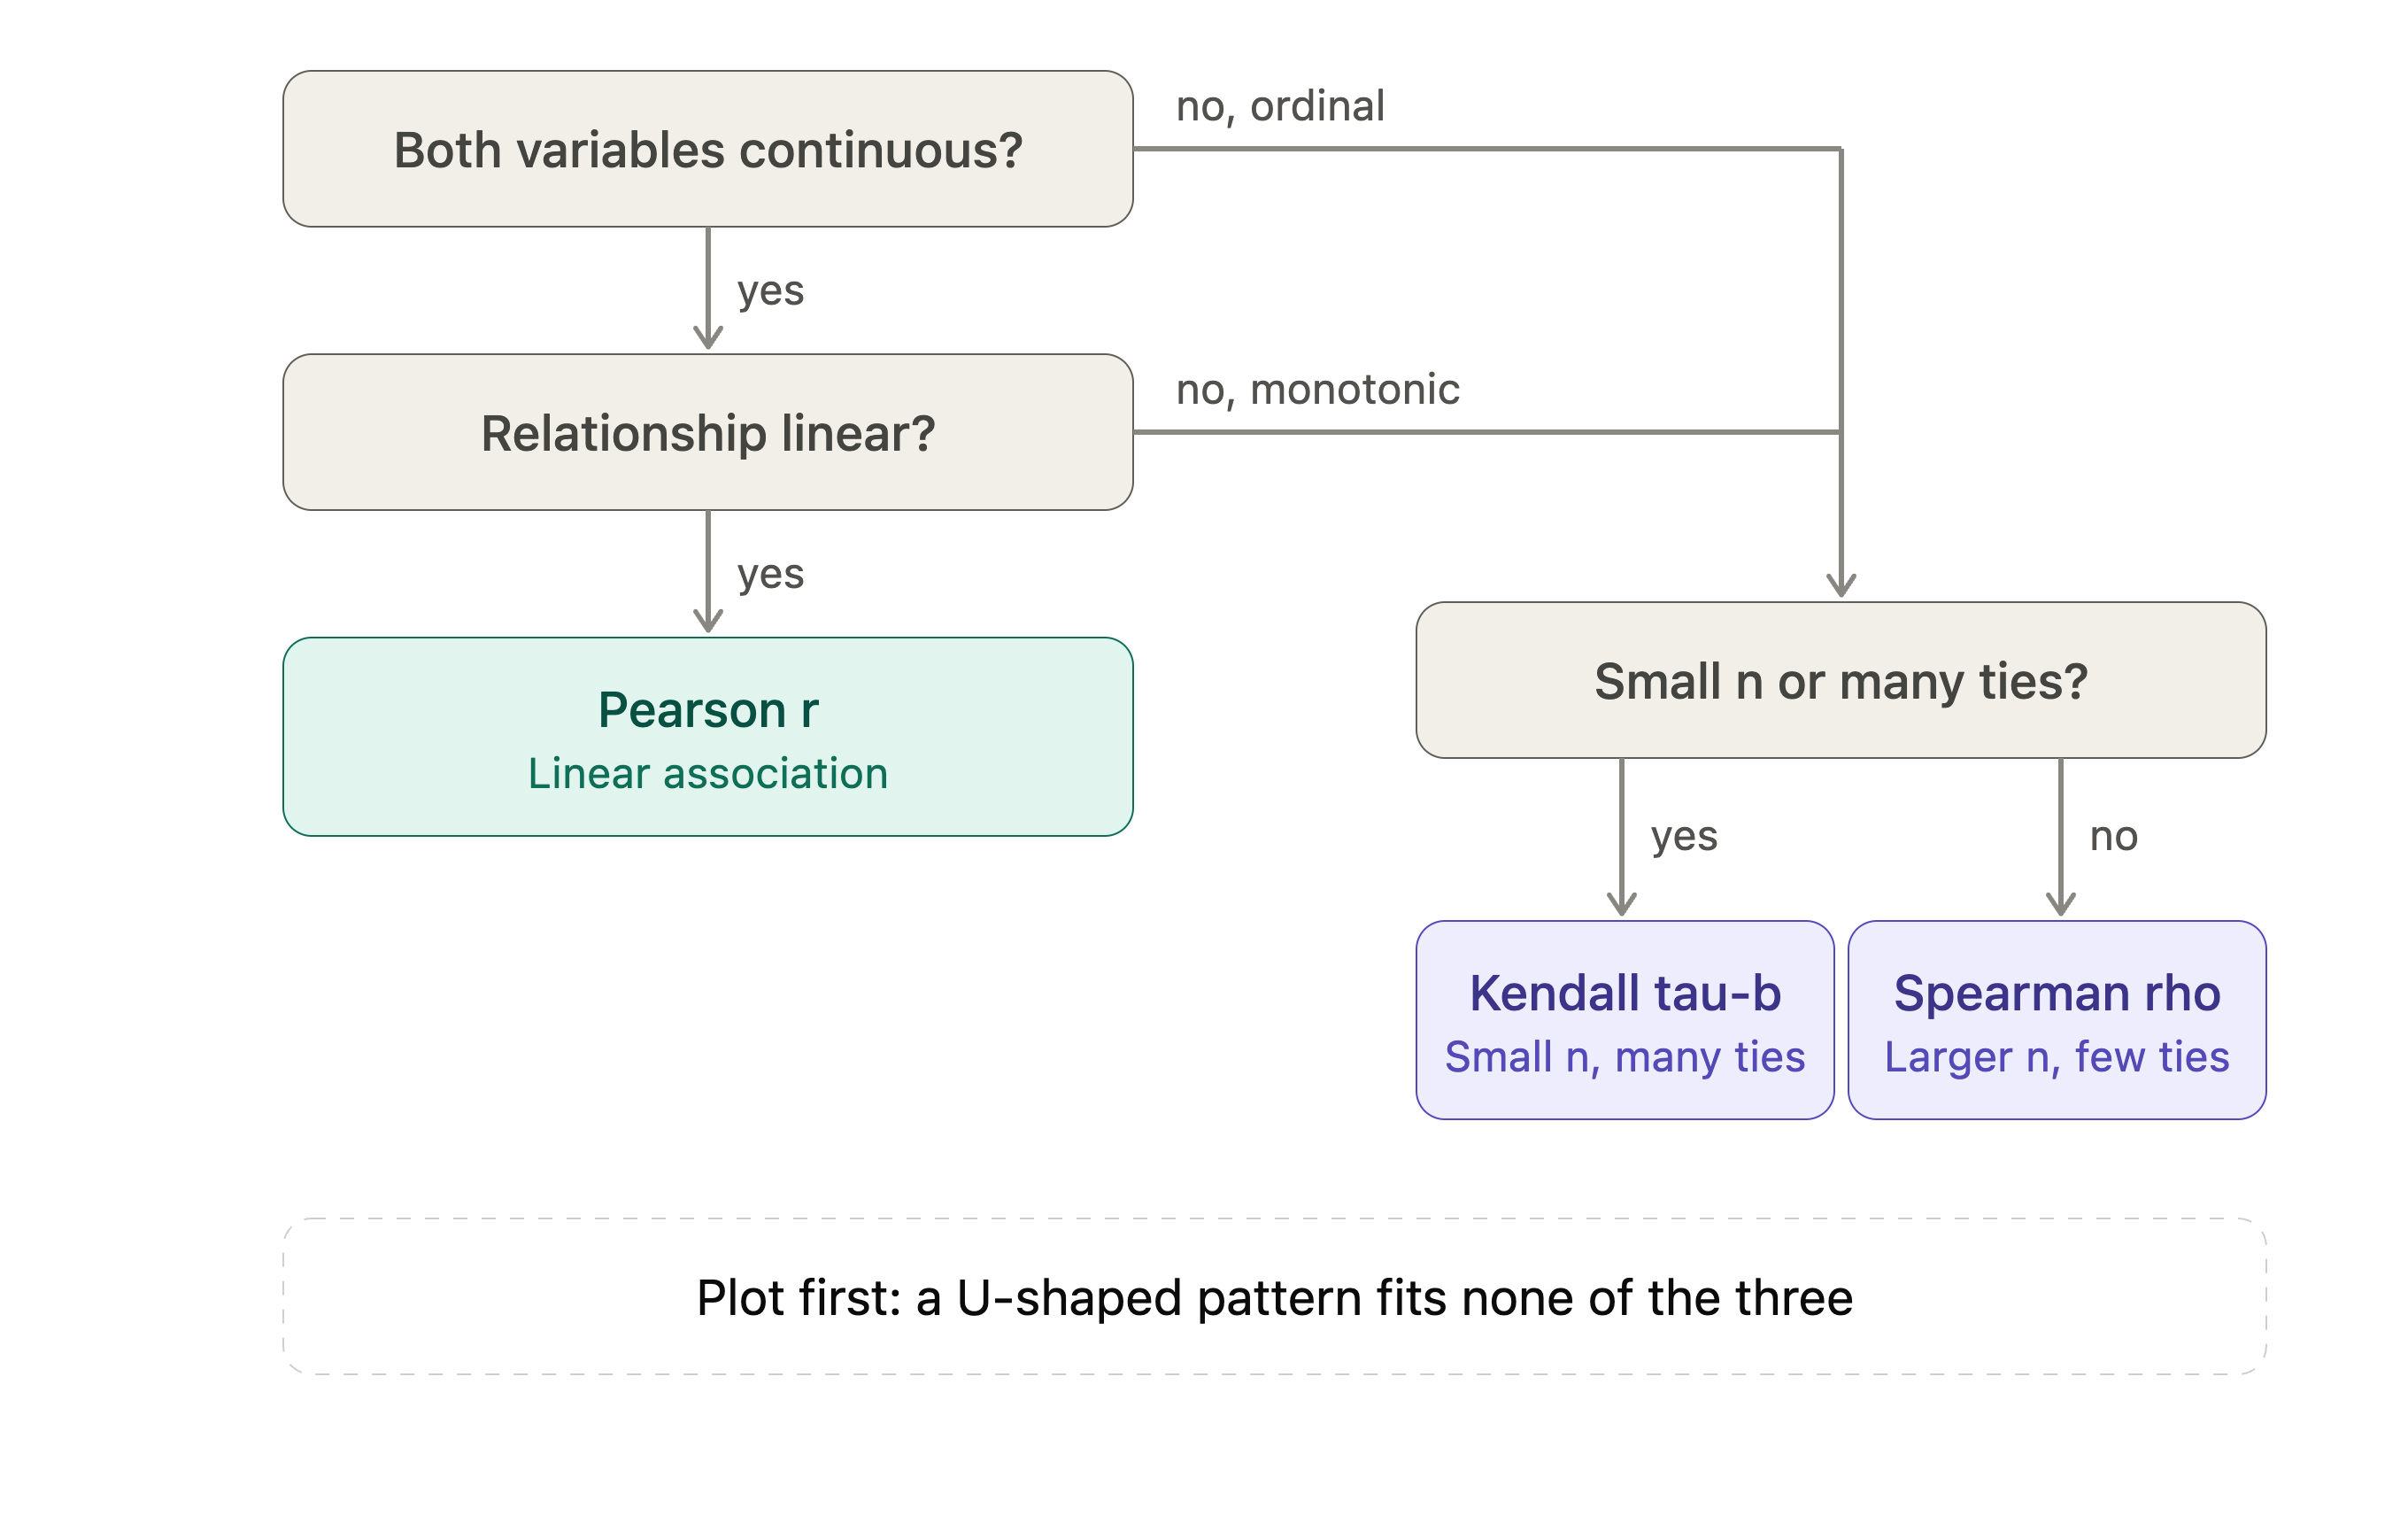 Both variables continuous?
no, ordinal
yes
Relationship linear?
no, monotonic
yes
Pearson r
Linear association
Small n or many ties?
yes
no
Kendall tau-b
Small n, many ties
Spearman rho
Larger n, few ties
Plot first: a U-shaped pattern fits none of the three